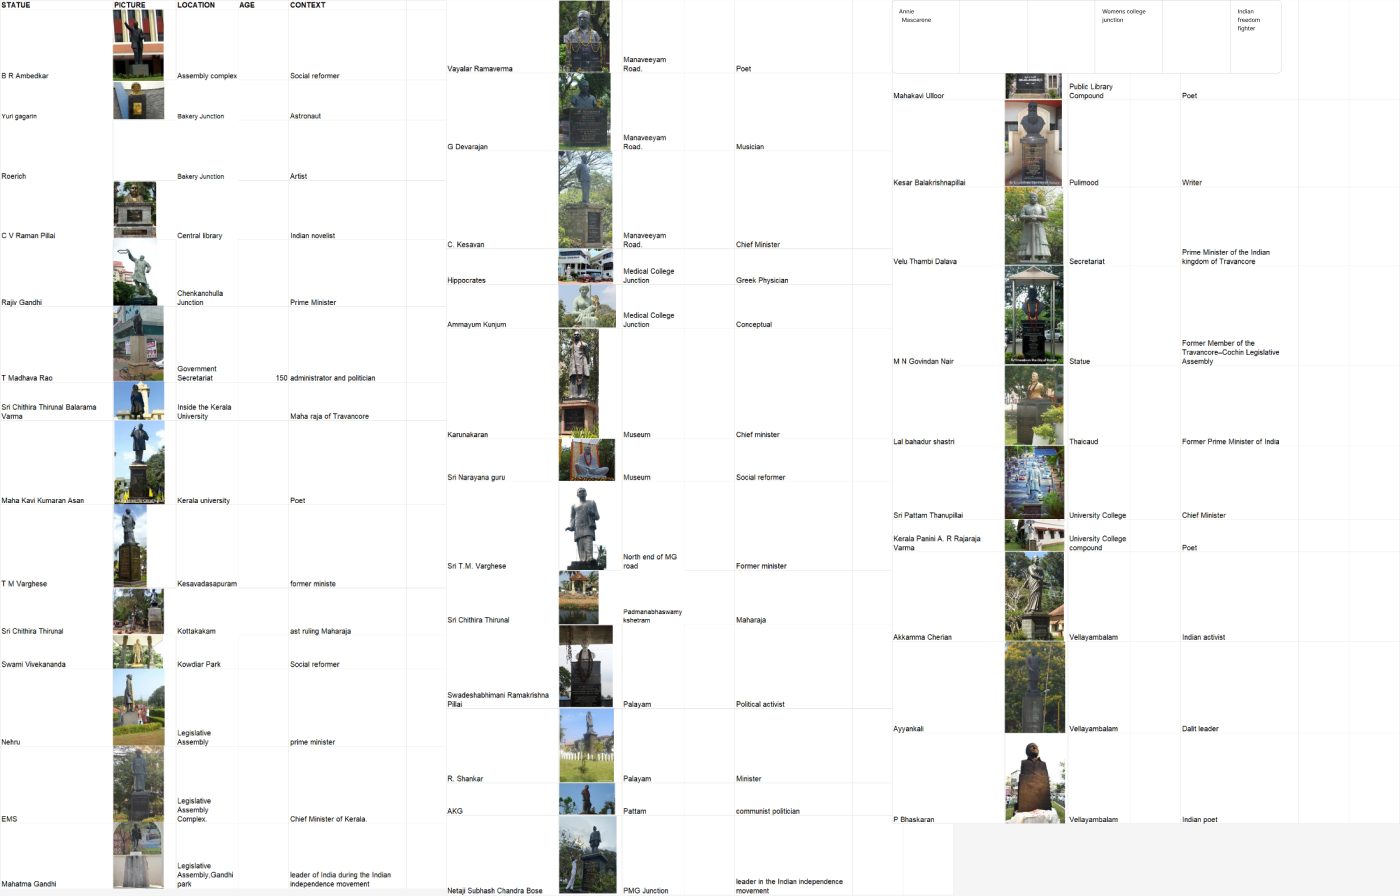 STATUE PICTURE LOCATION AGE CONTEXT
B R Ambedkar Assembly complex Social reformer
Yuri gagarin Bakery Junction Astronaut
Roerich Bakery Junction Artist
C V Raman Pillai Central library Indian novelist
Rajiv Gandhi Chenkanchulla Junction Prime Minister
T Madhava Rao Government Secretariat 150 administrator and politician
Sri Chithira Thirunal Balarama Varma Inside the Kerala University Maha raja of Travancore
Maha Kavi Kumaran Asan Kerala university Poet
T M Varghese Kesavadasapuram former ministe
Sri Chithira Thirunal Kottakakam ast ruling Maharaja
Swami Vivekananda Kowdiar Park Social reformer
Nehru Legislative Assembly prime minister
EMS Legislative Assembly Complex. Chief Minister of Kerala.
Mahatma Gandhi Legislative Assembly,Gandhi park leader of India during the Indian independence movement
Vayalar Ramaverma Manaveeyam Road. Poet
G Devarajan Manaveeyam Road. Musician
C. Kesavan Manaveeyam Road. Chief Minister
Hippocrates Medical College Junction Greek Physician
Ammayum Kunjum Medical College Junction Conceptual
Karunakaran Museum Chief minister
Sri Narayana guru Museum Social reformer
Sri T.M. Varghese North end of MG road Former minister
Sri Chithira Thirunal Padmanabhaswamy kshetram Maharaja
Swadeshabhimani Ramakrishna Pillai Palayam Political activist
R. Shankar Palayam Minister
AKG Pattam communist politician
Netaji Subhash Chandra Bose PMG Junction leader in the Indian independence movement
Annie Mascarene Womens college junction Indian freedom fighter
Mahakavi Ulloor Public Library Compound Poet
Kesar Balakrishnapillai Pulimood Writer
Velu Thambi Dalava Secretariat Prime Minister of the Indian kingdom of Travancore
M N Govindan Nair Statue Former Member of the Travancore–Cochin Legislative Assembly
Lal bahadur shastri Thaicaud Former Prime Minister of India
Sri Pattam Thanupillai University College Chief Minister
Kerala Panini A. R Rajaraja Varma University College compound Poet
Akkamma Cherian Vellayambalam Indian activist
Ayyankali Vellayambalam Dalit leader
P Bhaskaran Vellayambalam Indian poet